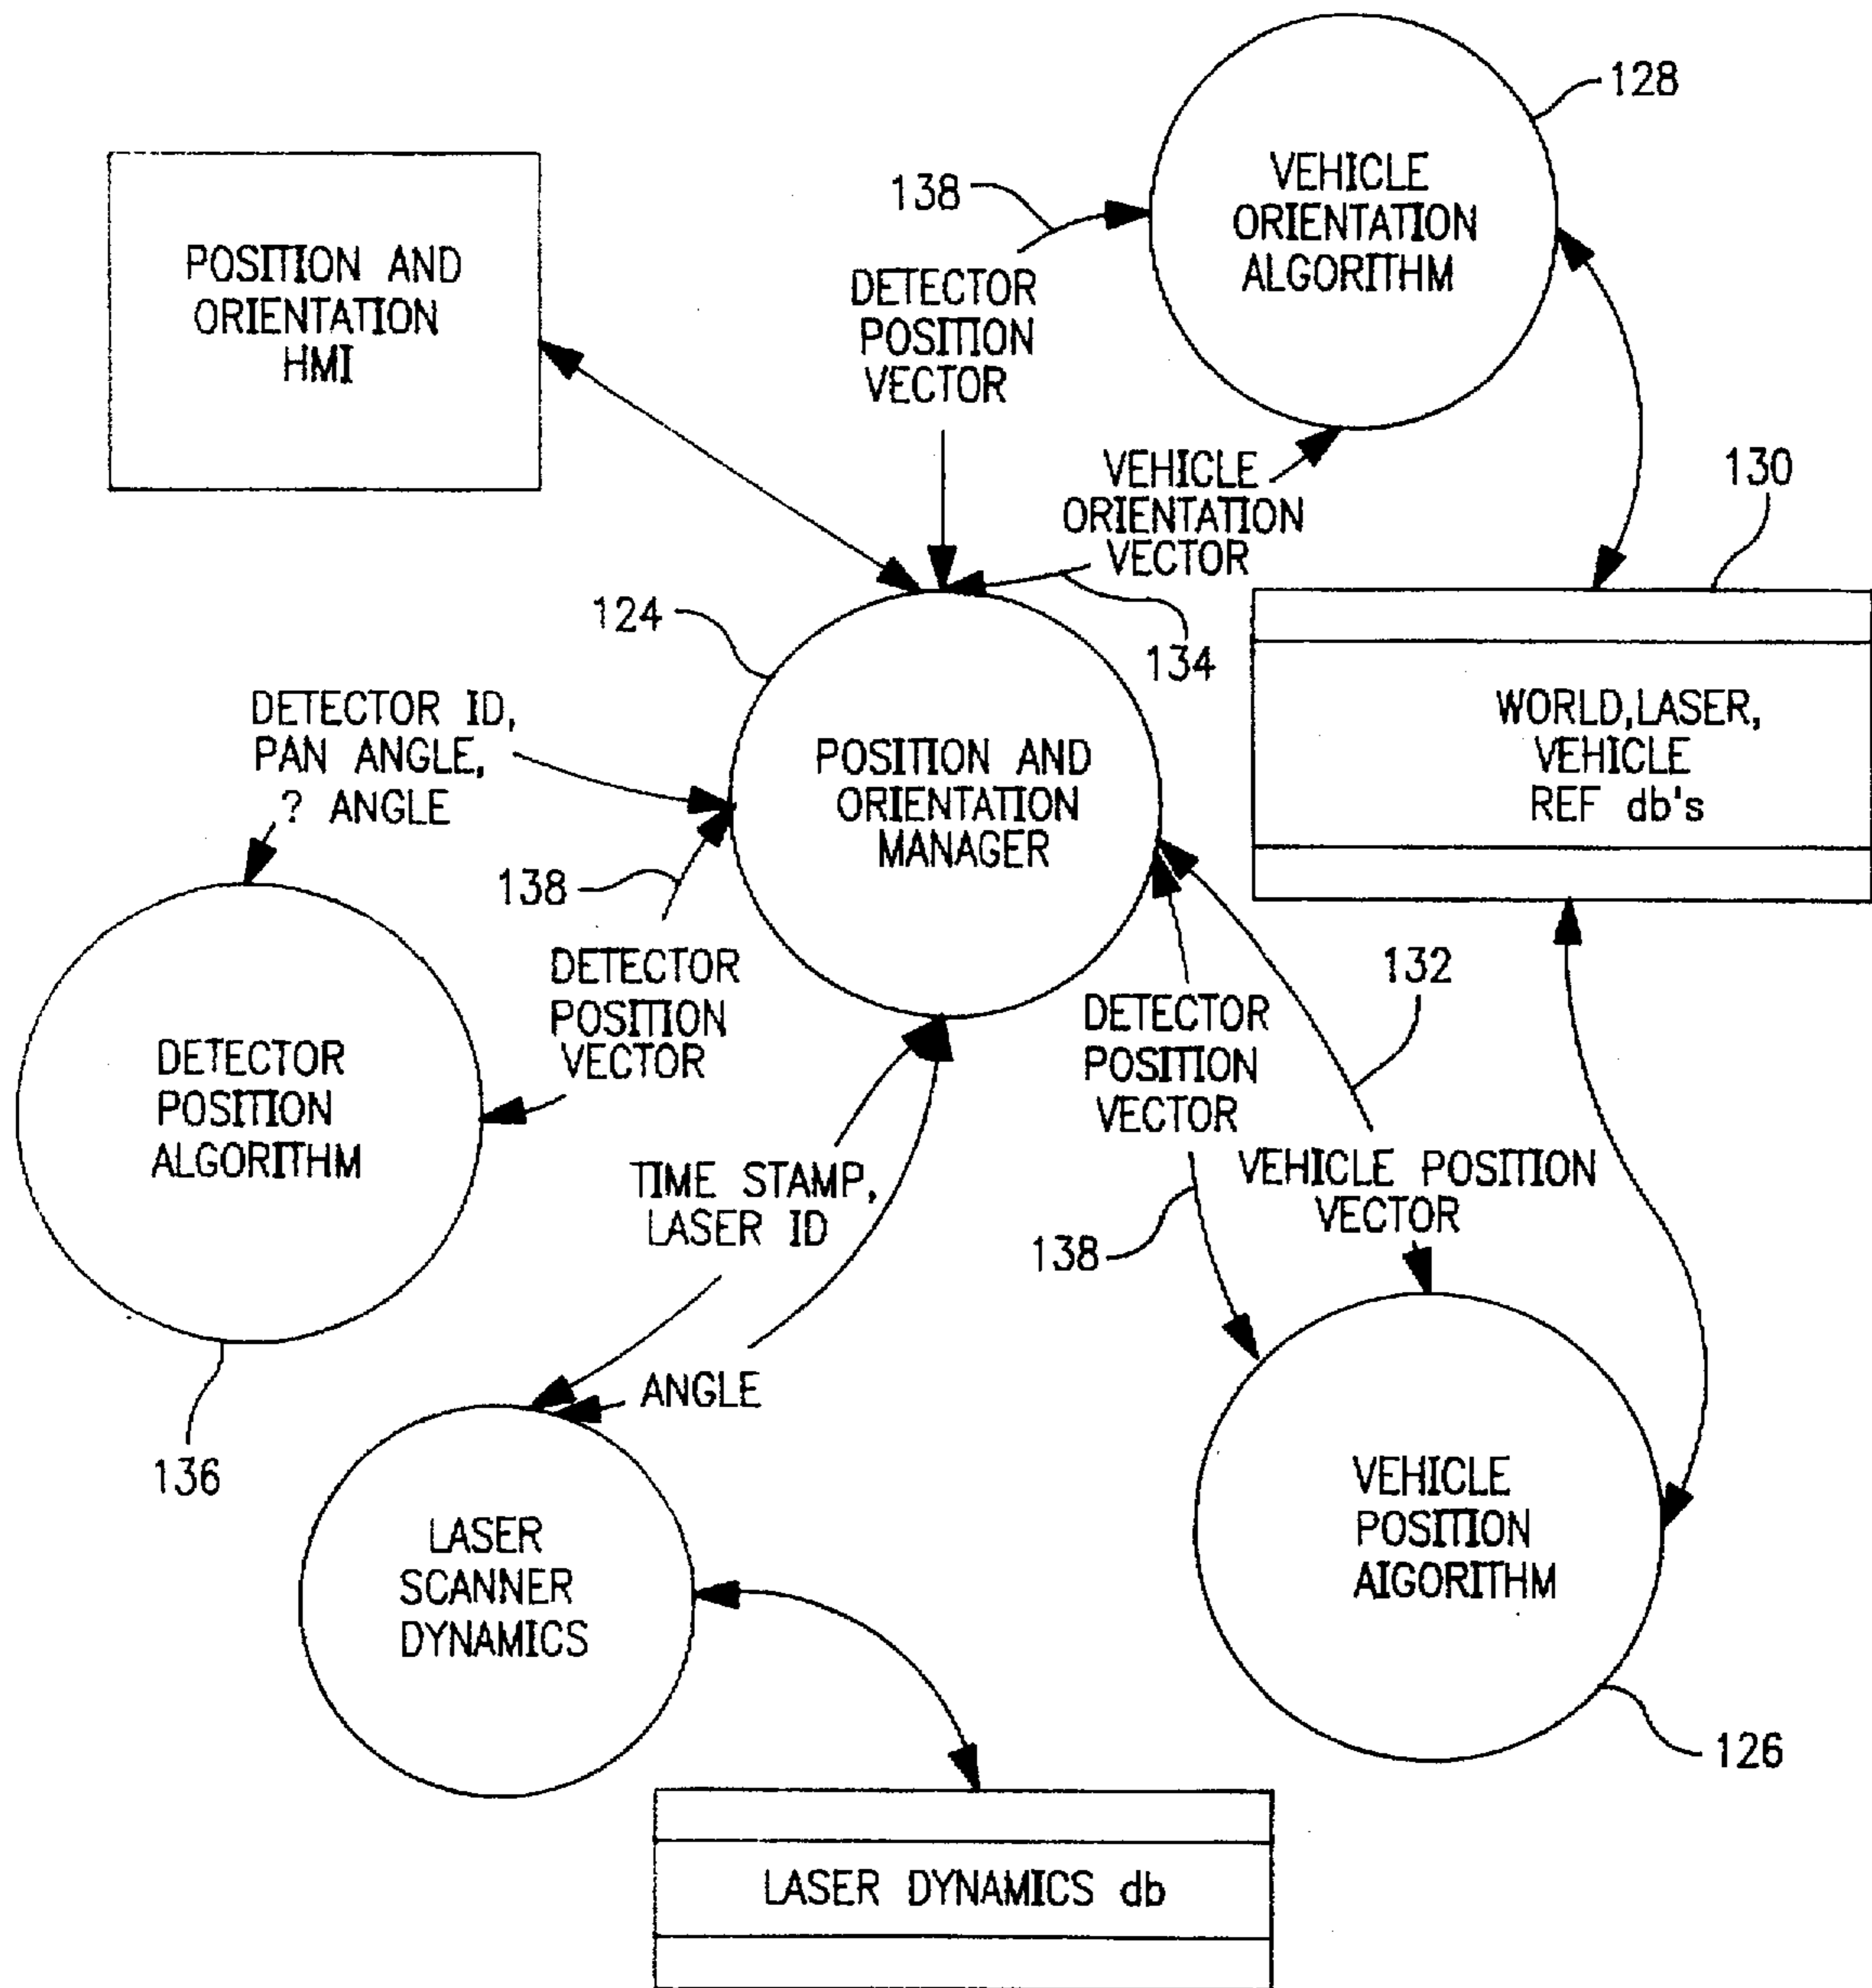 128
VEHICLE
ORIENTATION
ALGORITHM
138
POSITION AND
ORIENTATION
HMI
DETECTOR
POSITION
VECTOR
VEHICLE
ORIENTATION
VECTOR
130
124
134
DETECTOR ID,
PAN ANGLE,
? ANGLE
WORLD,LASER,
VEHICLE
REF db's
POSITION AND
ORIENTATION
MANAGER
138
DETECTOR
POSITION
VECTOR
132
DETECTOR
POSITION
VECTOR
DETECTOR
POSITION
ALGORITHM
TIME STAMP,
LASER ID
VEHICLE POSITION
VECTOR
138
ANGLE
136
LASER
SCANNER
DYNAMICS
VEHICLE
POSITION
AIGORITHM
126
LASER DYNAMICS db